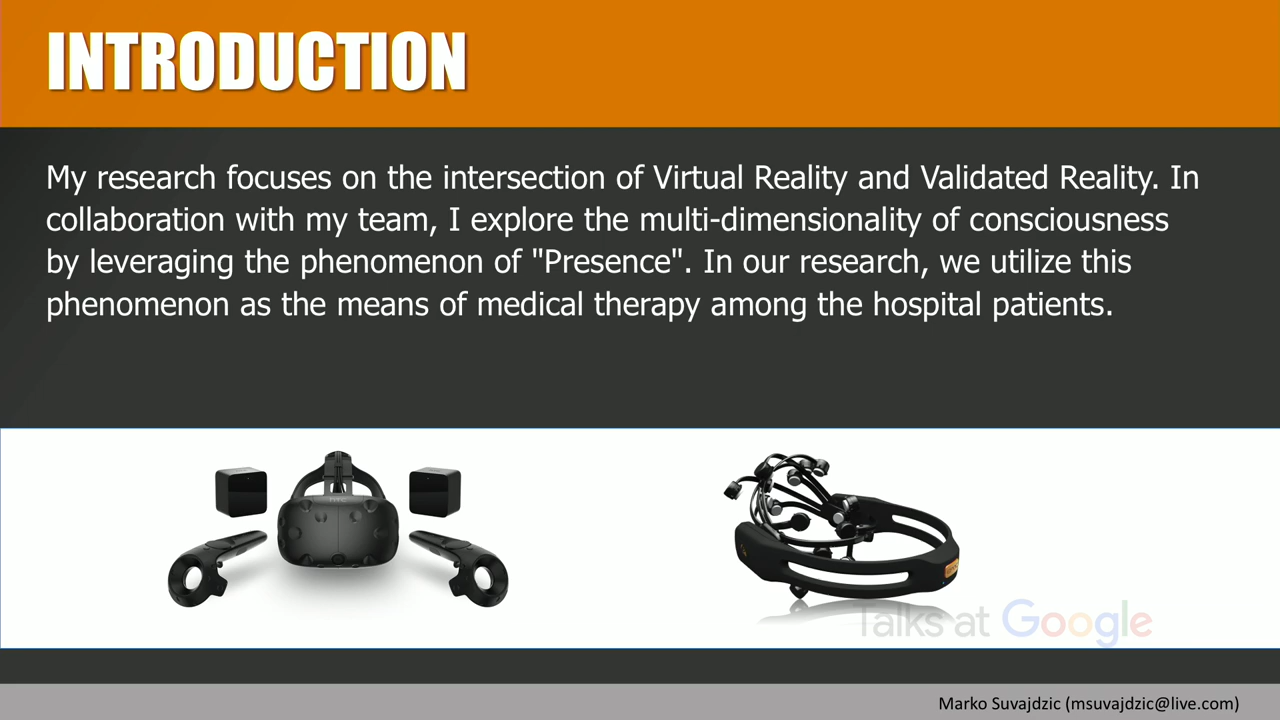 INTRODUCTION
My research focuses on the intersection of Virtual Reality and Validated Reality. In
collaboration with my team, I explore the multi-dimensionality of consciousness
by leveraging the phenomenon of "Presence". In our research, we utilize this
phenomenon as the means of medical therapy among the hospital patients.
hTC
Talks at Google
Marko Suvajdzic (msuvajdzic@live.com)